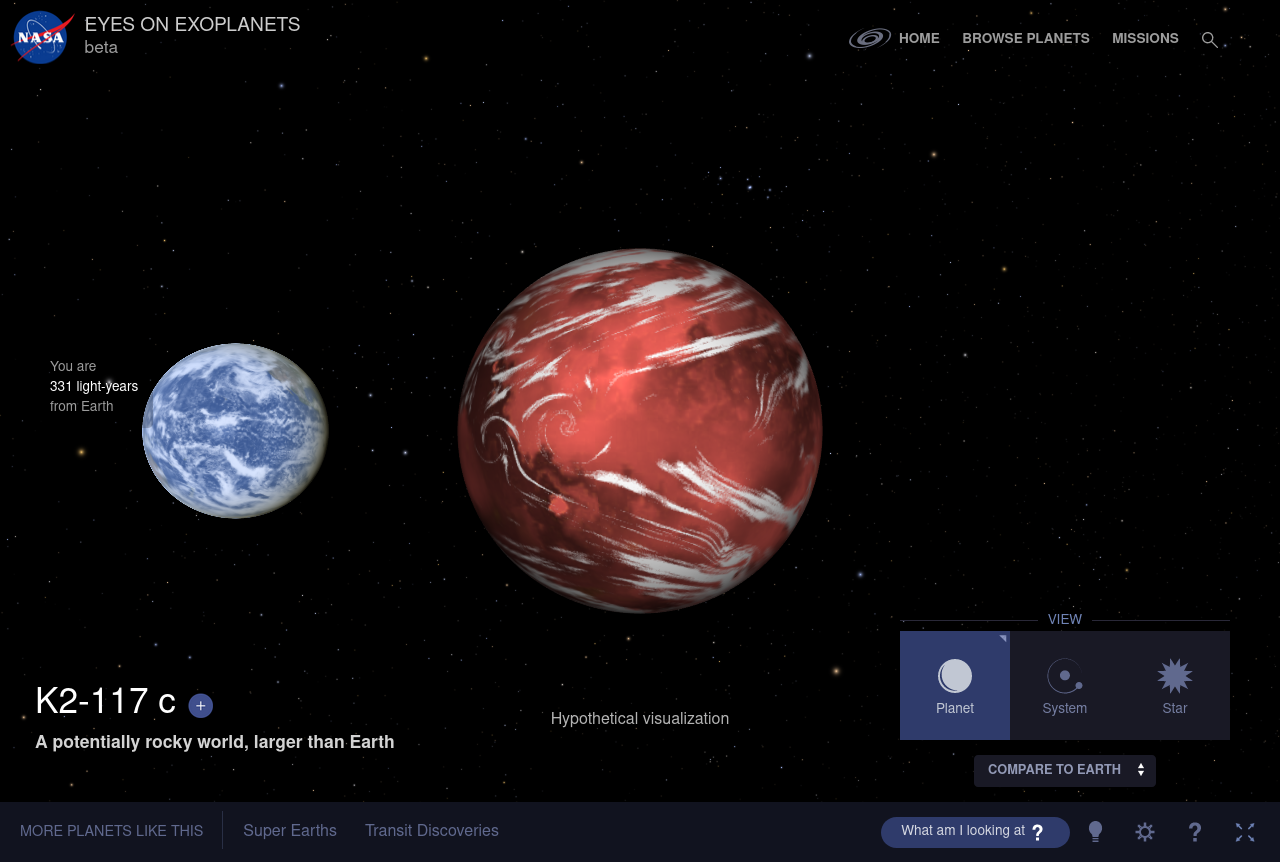 NASA
EYES ON EXOPLANETS
beta
HOME
BROWSE PLANETS
MISSIONS
You are
331 light-years
from Earth
VIEW
Planet
System
Star
K2-117 c +
A potentially rocky world, larger than Earth
Hypothetical visualization
COMPARE TO EARTH
MORE PLANETS LIKE THIS
Super Earths
Transit Discoveries
What am I looking at ?
?